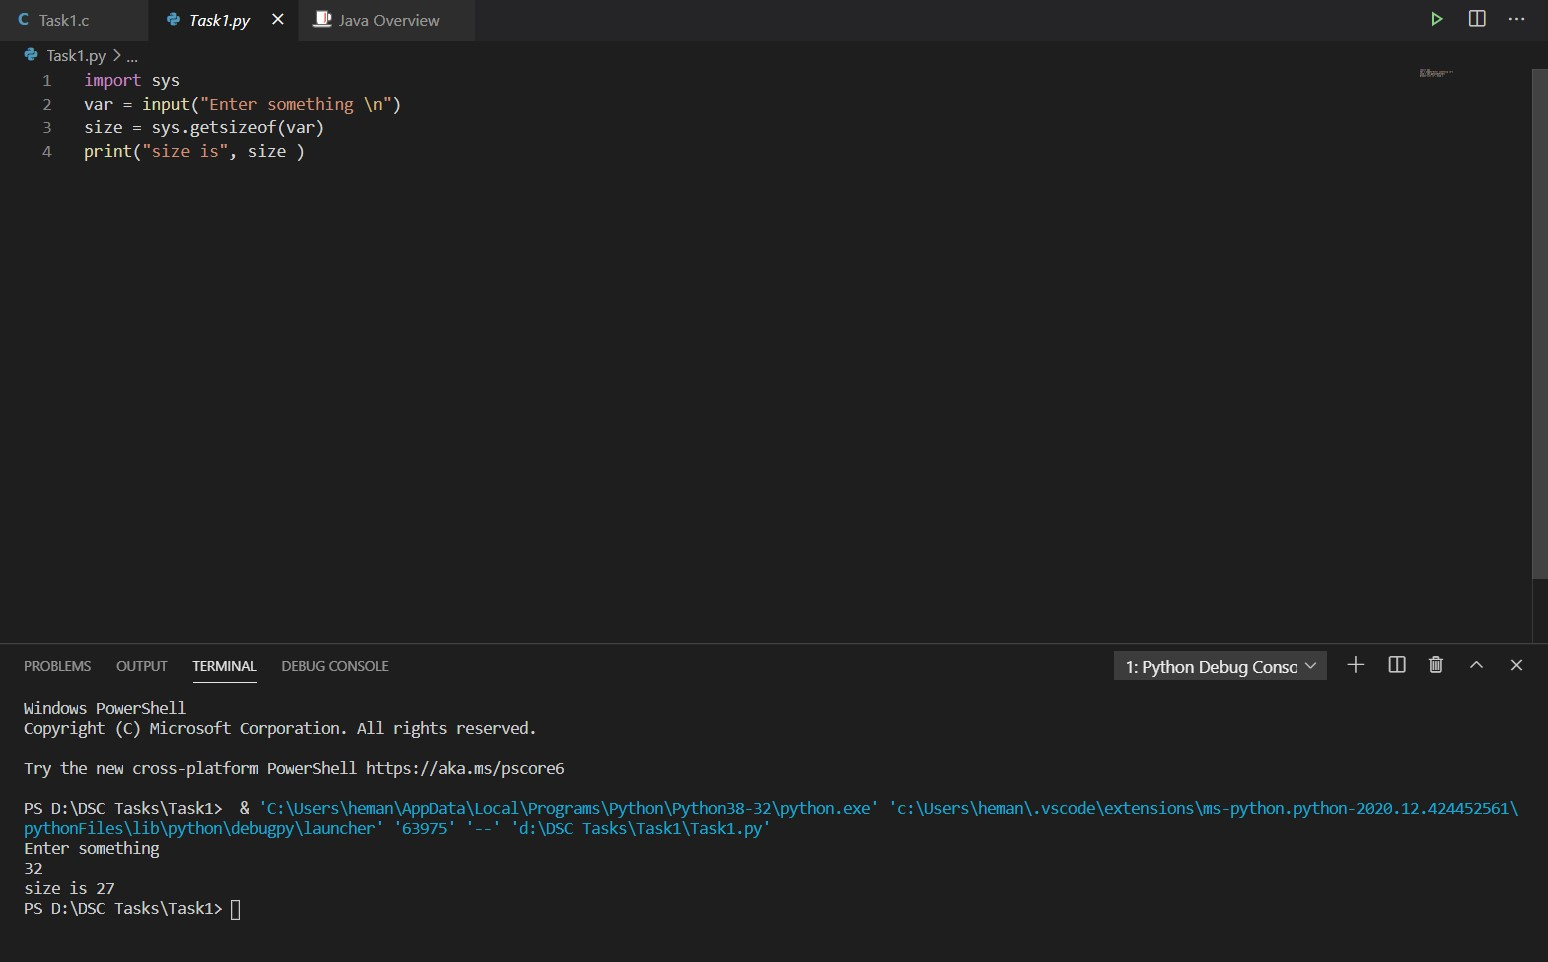 C Task1.c Task1.py Java Overview
Task1.py > ...
1 import sys
2 var = input("Enter something \n")
3 size = sys.getsizeof(var)
4 print("size is", size )
PROBLEMS OUTPUT TERMINAL DEBUG CONSOLE 1: Python Debug Consc
Windows PowerShell
Copyright (C) Microsoft Corporation. All rights reserved.
Try the new cross-platform PowerShell https://aka.ms/pscore6
PS D:\DSC Tasks\Task1>  & 'C:\Users\heman\AppData\Local\Programs\Python\Python38-32\python.exe' 'c:\Users\heman\.vscode\extensions\ms-python.python-2020.12.424452561\
pythonFiles\lib\python\debugpy\launcher' '63975' '--' 'd:\DSC Tasks\Task1\Task1.py'
Enter something
32
size is 27
PS D:\DSC Tasks\Task1>